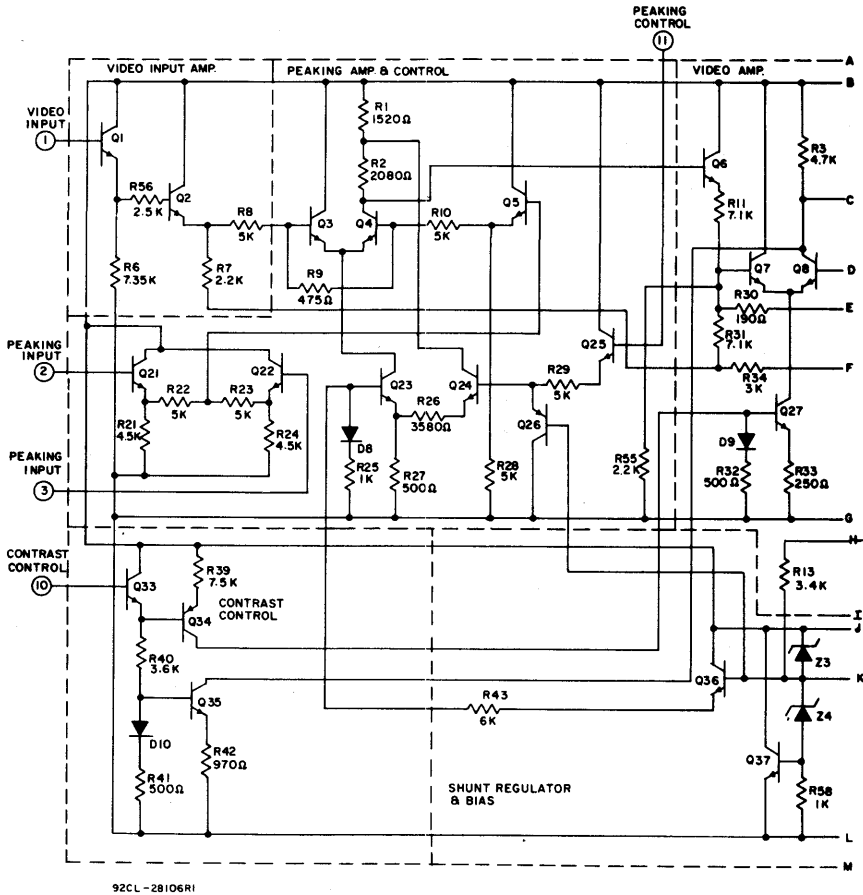 PEAKING
CONTROL
11
VIDEO INPUT AMP.
PEAKING AMP. & CONTROL
VIDEO AMP.
A
B
VIDEO
INPUT
1
Q1
R1
1520Ω
R3
4.7K
R2
2080Ω
R56
2.5K
Q2
Q6
R11
7.1K
C
R8
5K
Q3
Q4
R10
5K
Q5
R6
7.35K
R7
2.2K
R9
475Ω
Q7
Q8
D
R30
190Ω
E
PEAKING
INPUT
2
Q21
Q22
Q25
R31
7.1K
F
R34
3K
R22
5K
R23
5K
Q23
Q24
R29
5K
R26
3580Ω
Q26
Q27
R21
4.5K
R24
4.5K
D8
R25
1K
R27
500Ω
R28
5K
R55
2.2K
D9
R32
500Ω
R33
250Ω
PEAKING
INPUT
3
G
CONTRAST
CONTROL
10
Q33
R39
7.5K
H
R13
3.4K
CONTRAST
CONTROL
Q34
I
J
R40
3.6K
Z3
Q36
K
Q35
R43
6K
Z4
D10
R42
970Ω
Q37
R41
500Ω
SHUNT REGULATOR
& BIAS
R58
1K
L
M
92CL-28106R1